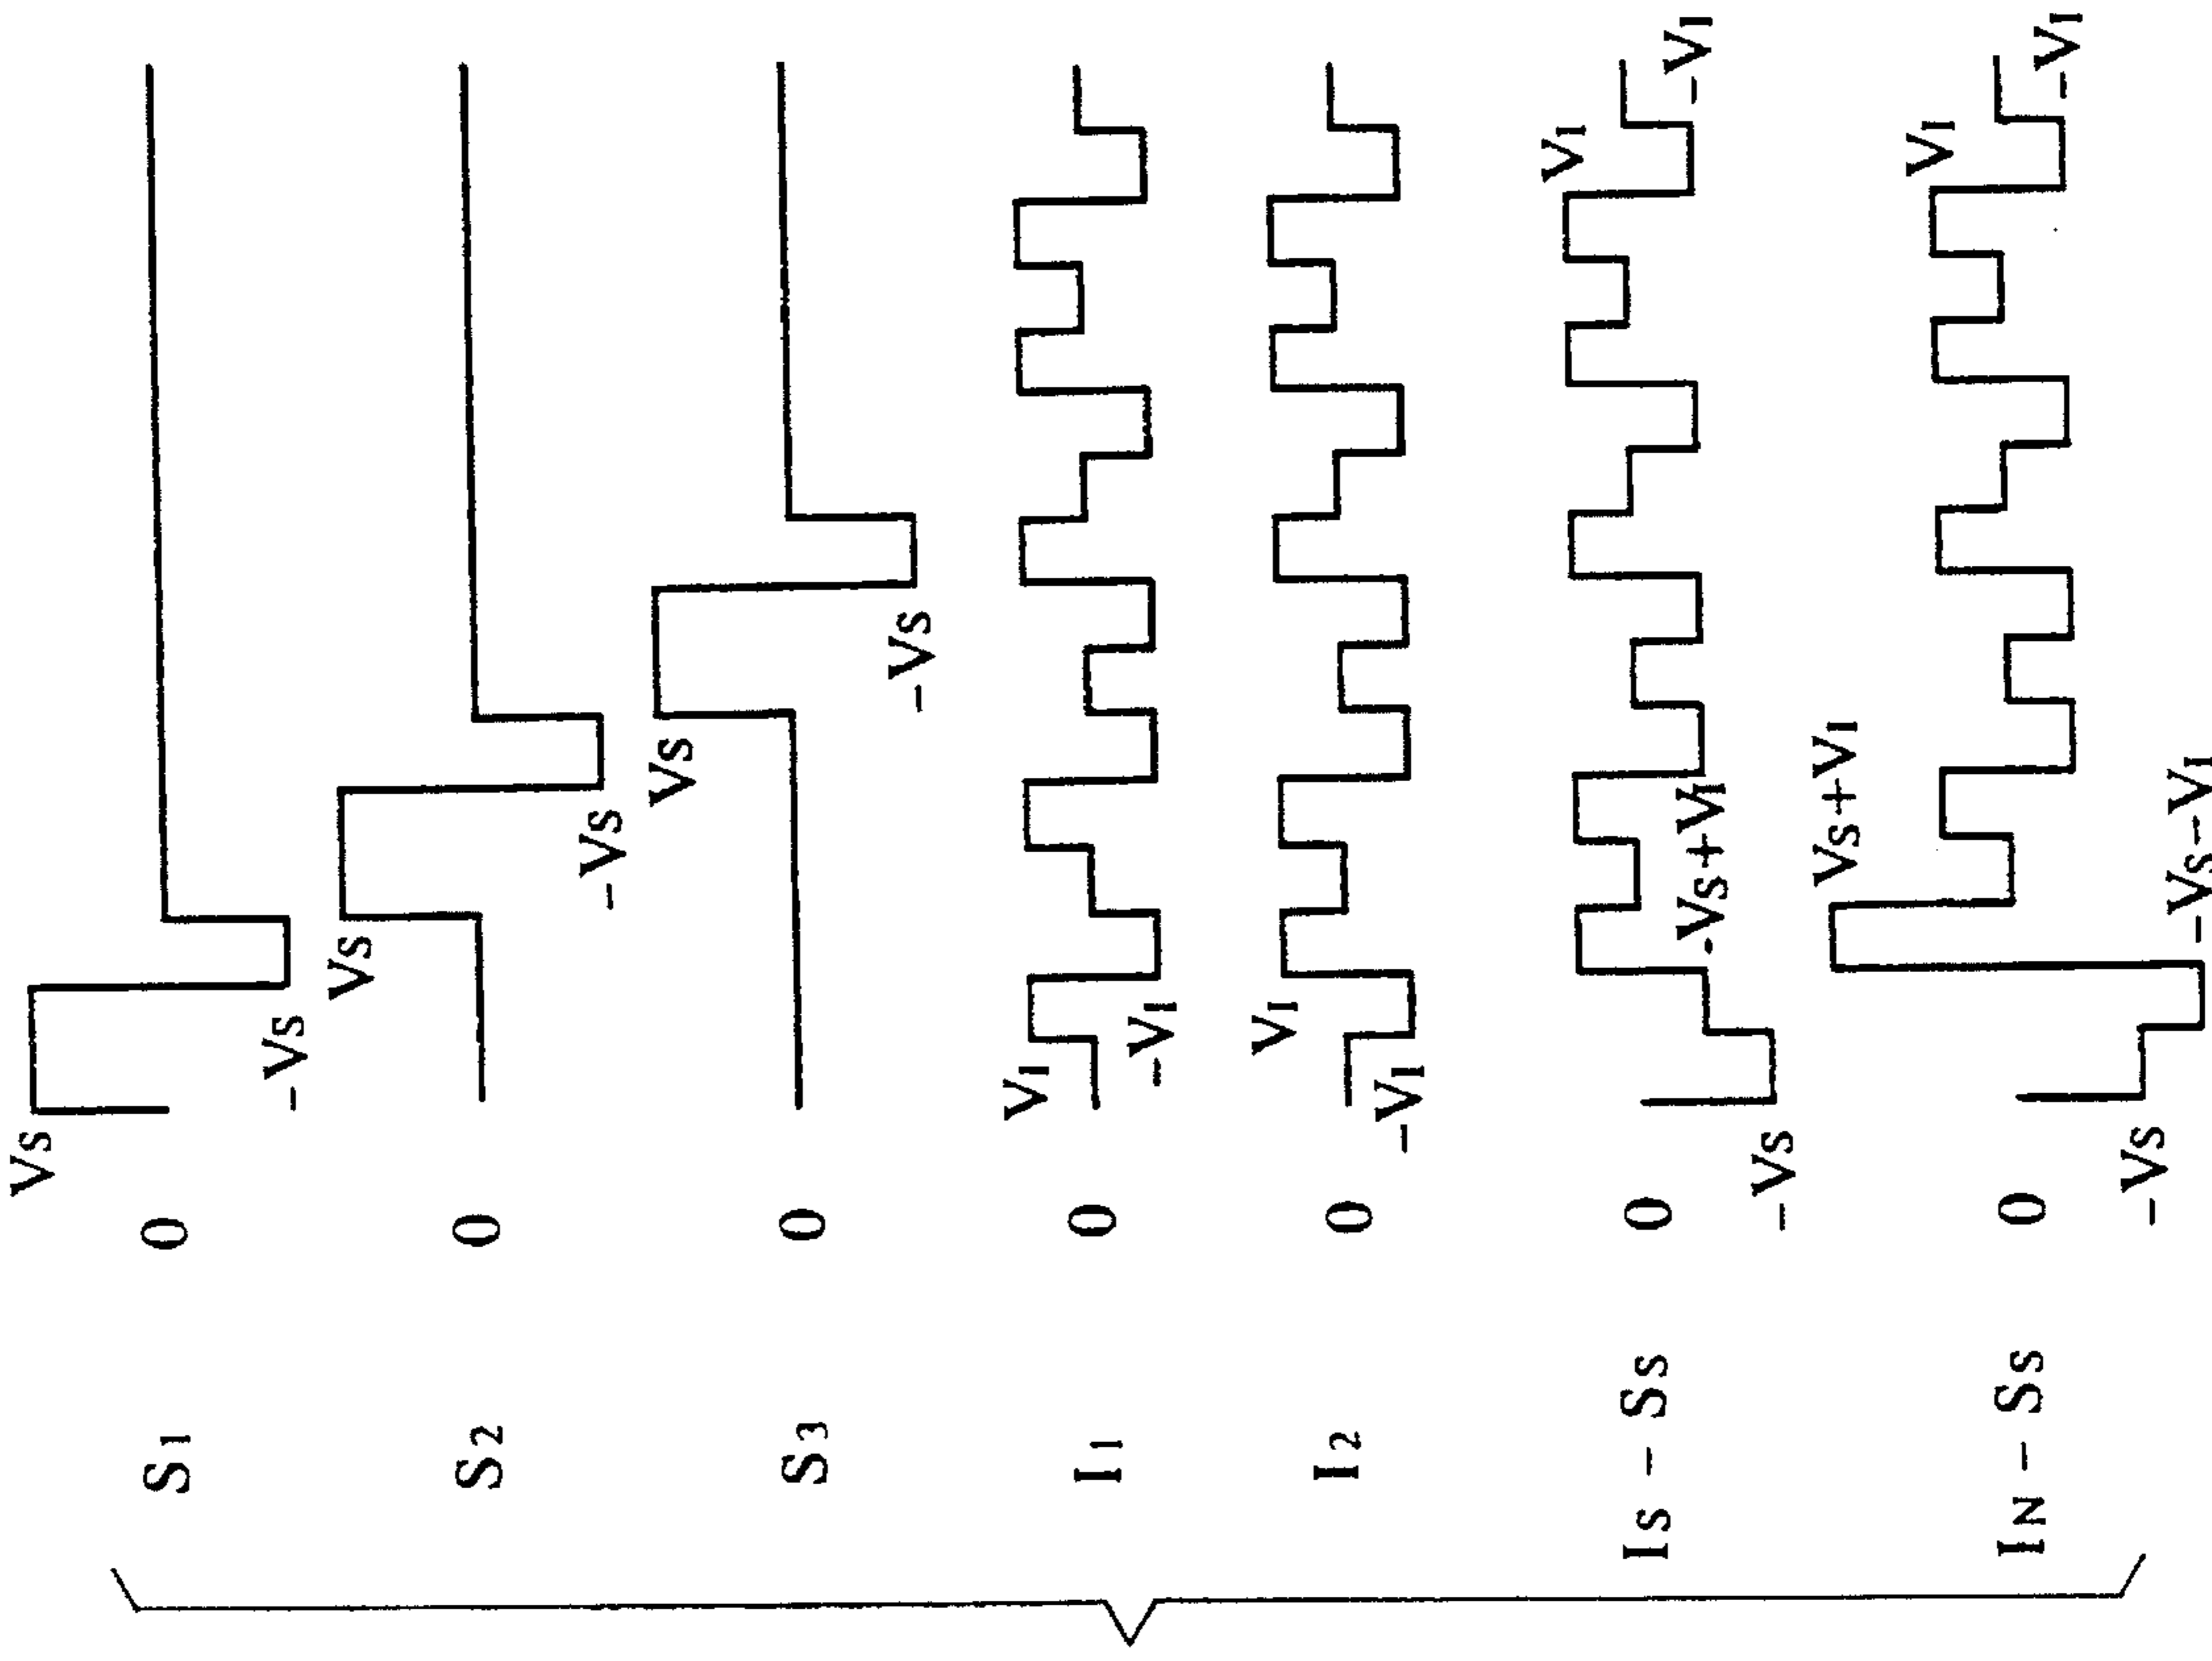 S1 0 VS -VS
S2 0 VS -VS
S3 0 VS -VS
I1 0 VI -VI
I2 0 -VI VI
IS - SS 0 -VS -VS+VI VI -VI
IN - SS 0 -VS -VS-VI VS+VI VI -VI